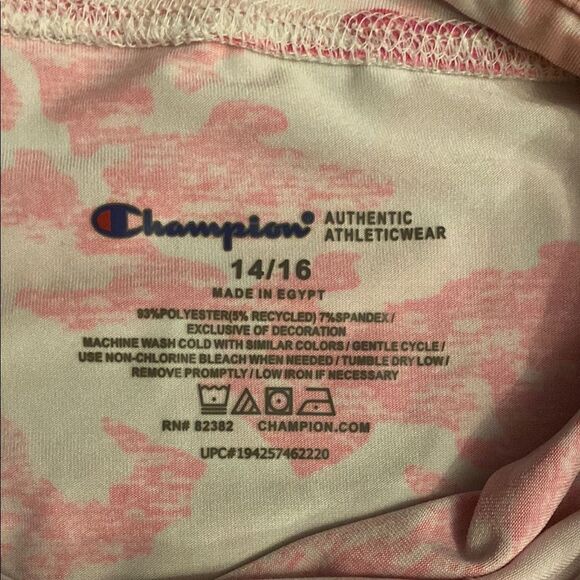 Champion® AUTHENTIC ATHLETICWEAR
14/16
MADE IN EGYPT
93%POLYESTER(5% RECYCLED) 7%SPANDEX/
EXCLUSIVE OF DECORATION
MACHINE WASH COLD WITH SIMILAR COLORS / GENTLE CYCLE /
USE NON-CHLORINE BLEACH WHEN NEEDED / TUMBLE DRY LOW /
REMOVE PROMPTLY / LOW IRON IF NECESSARY
RN# 82382 CHAMPION.COM
UPC#194257462220